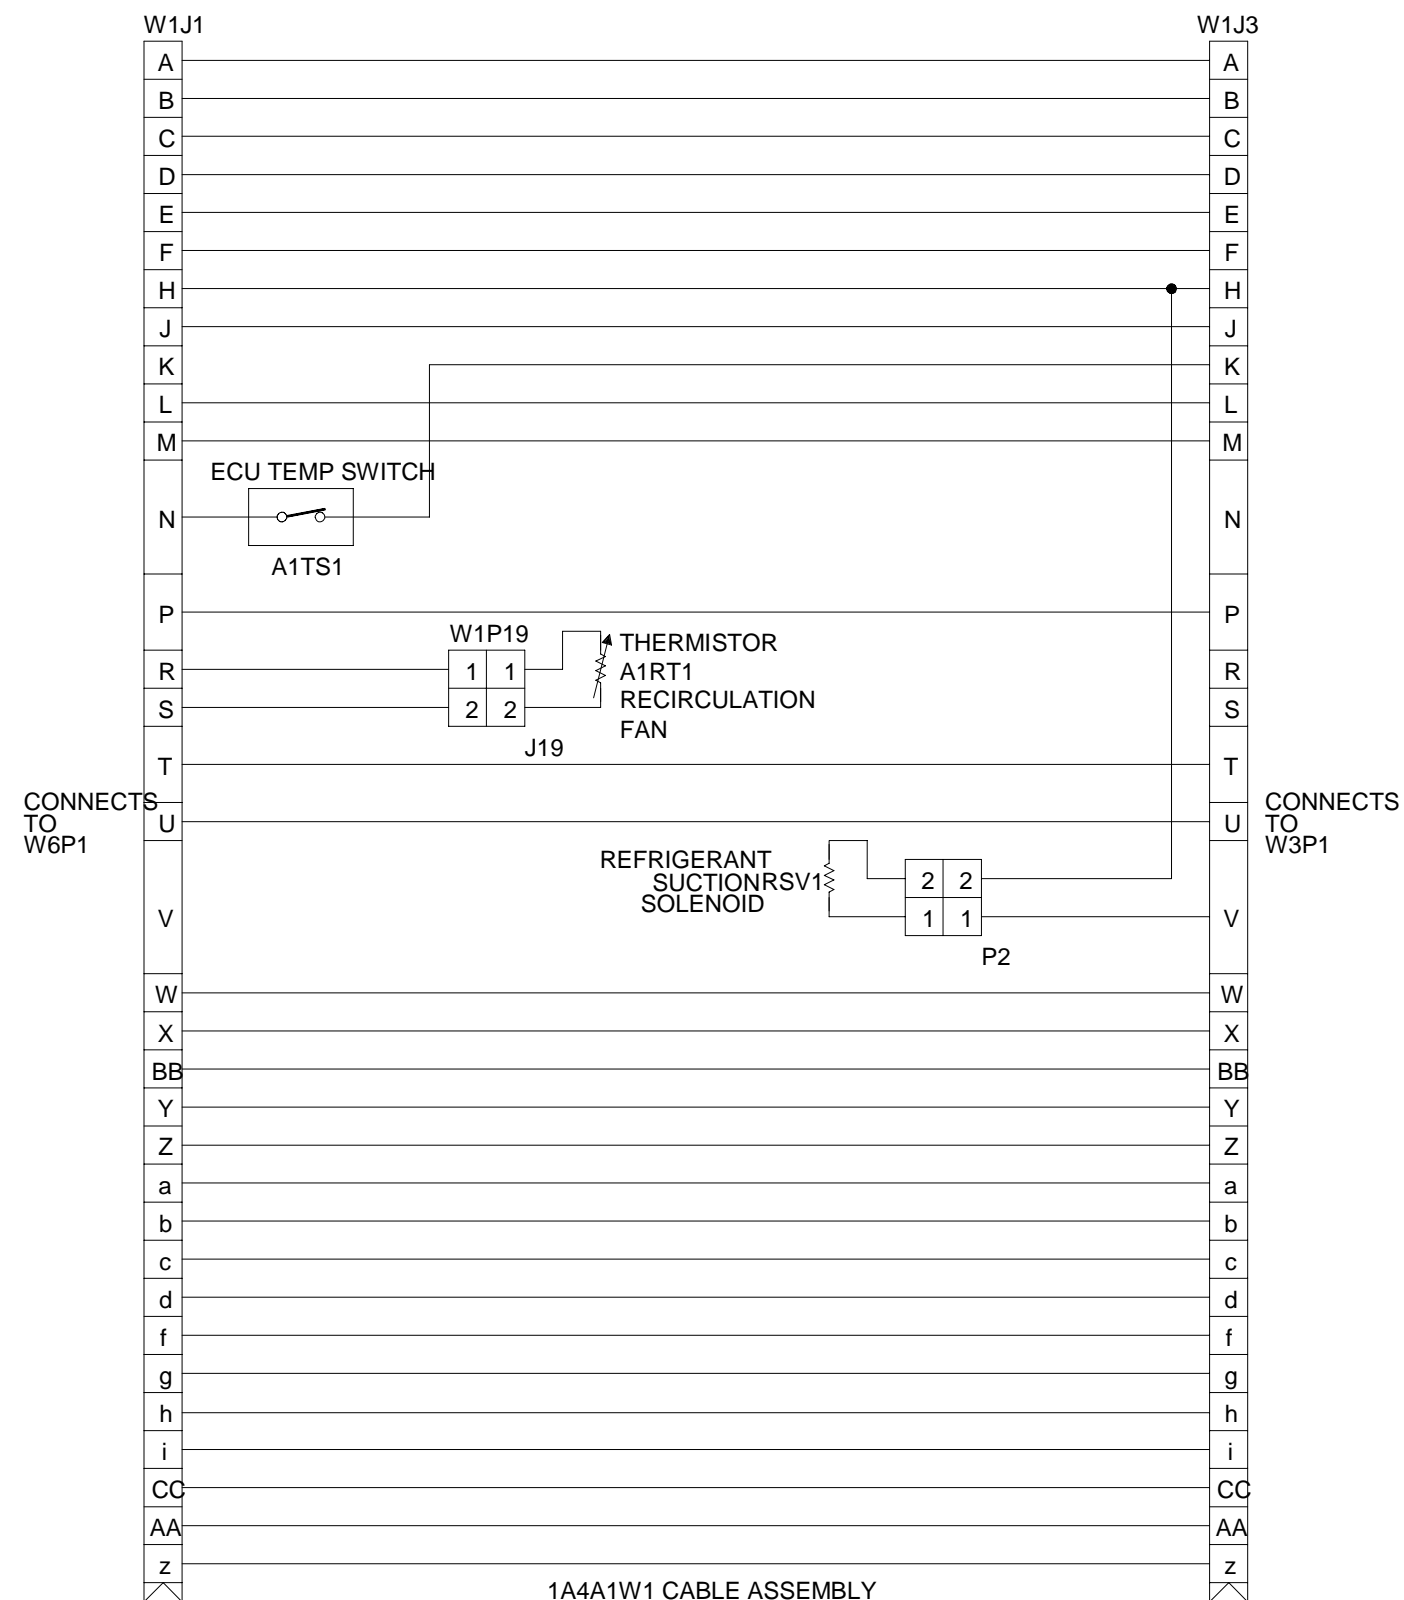 W1J1 W1J3
A A
B B
C C
D D
E E
F F
H H
J J
K K
L L
M M
ECU TEMP SWITCH
N N
A1TS1
P P
W1P19
THERMISTOR
R 1 1 A1RT1 R
RECIRCULATION
S 2 2 S
FAN
J19
T T
CONNECTS
TO
W6P1
CONNECTS
TO
W3P1
U U
REFRIGERANT
SUCTION RSV1
SOLENOID
2 2
V 1 1 V
P2
W W
X X
BB BB
Y Y
Z Z
a a
b b
c c
d d
f f
g g
h h
i i
CC CC
AA AA
z z
1A4A1W1 CABLE ASSEMBLY